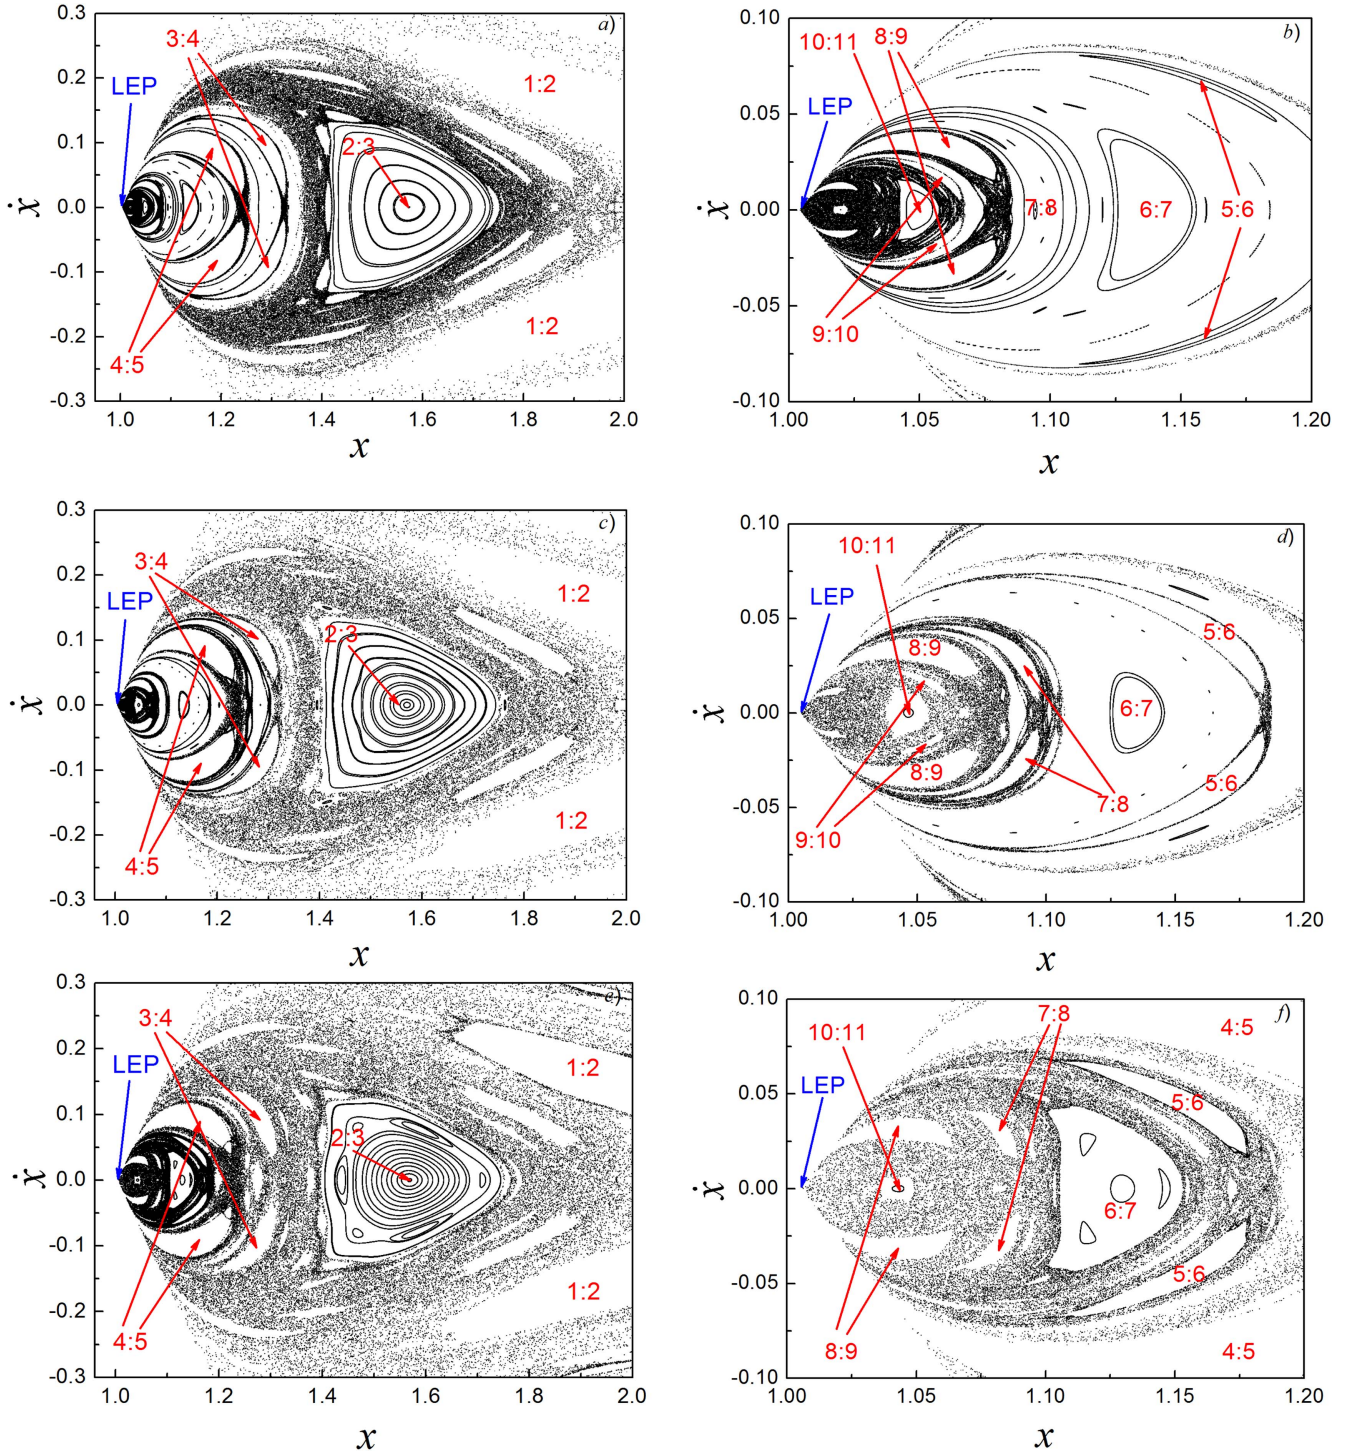 a)
0.3
0.2
0.1
0.0
-0.1
-0.2
-0.3
ẋ
3:4
LEP
1:2
2:3
1:2
4:5
1.0 1.2 1.4 1.6 1.8 2.0
x
b)
0.10
0.05
0.00
-0.05
-0.10
ẋ
10:11 8:9
LEP
7:8 6:7 5:6
9:10
1.00 1.05 1.10 1.15 1.20
x
c)
0.3
0.2
0.1
0.0
-0.1
-0.2
-0.3
ẋ
3:4
LEP
1:2
2:3
1:2
4:5
1.0 1.2 1.4 1.6 1.8 2.0
x
d)
0.10
0.05
0.00
-0.05
-0.10
ẋ
10:11
LEP
8:9
5:6
6:7
8:9
5:6
7:8
9:10
1.00 1.05 1.10 1.15 1.20
x
e)
0.3
0.2
0.1
0.0
-0.1
-0.2
-0.3
ẋ
3:4
LEP
1:2
2:3
1:2
4:5
1.0 1.2 1.4 1.6 1.8 2.0
x
f)
0.10
0.05
0.00
-0.05
-0.10
ẋ
10:11
7:8
4:5
LEP
5:6
6:7
5:6
8:9
4:5
1.00 1.05 1.10 1.15 1.20
x